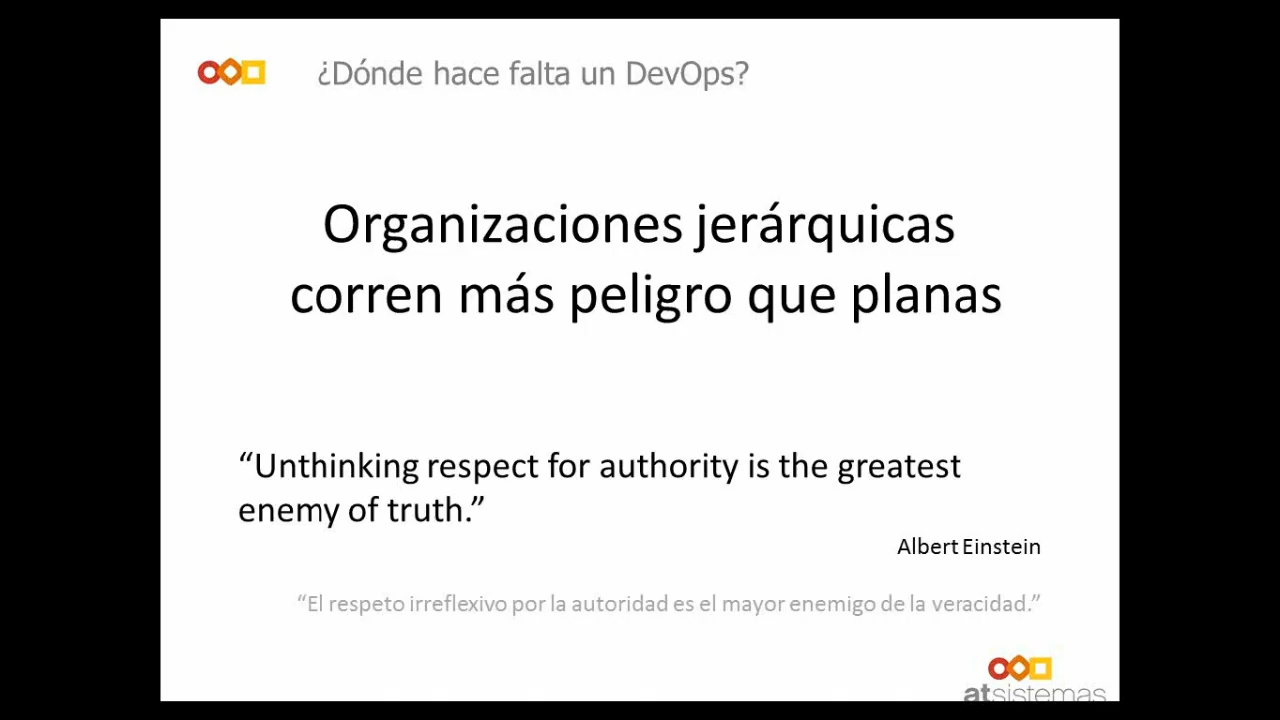 ¿Dónde hace falta un DevOps?
Organizaciones jerárquicas
corren más peligro que planas
“Unthinking respect for authority is the greatest
enemy of truth.”
Albert Einstein
“El respeto irreflexivo por la autoridad es el mayor enemigo de la veracidad.”
atsistemas